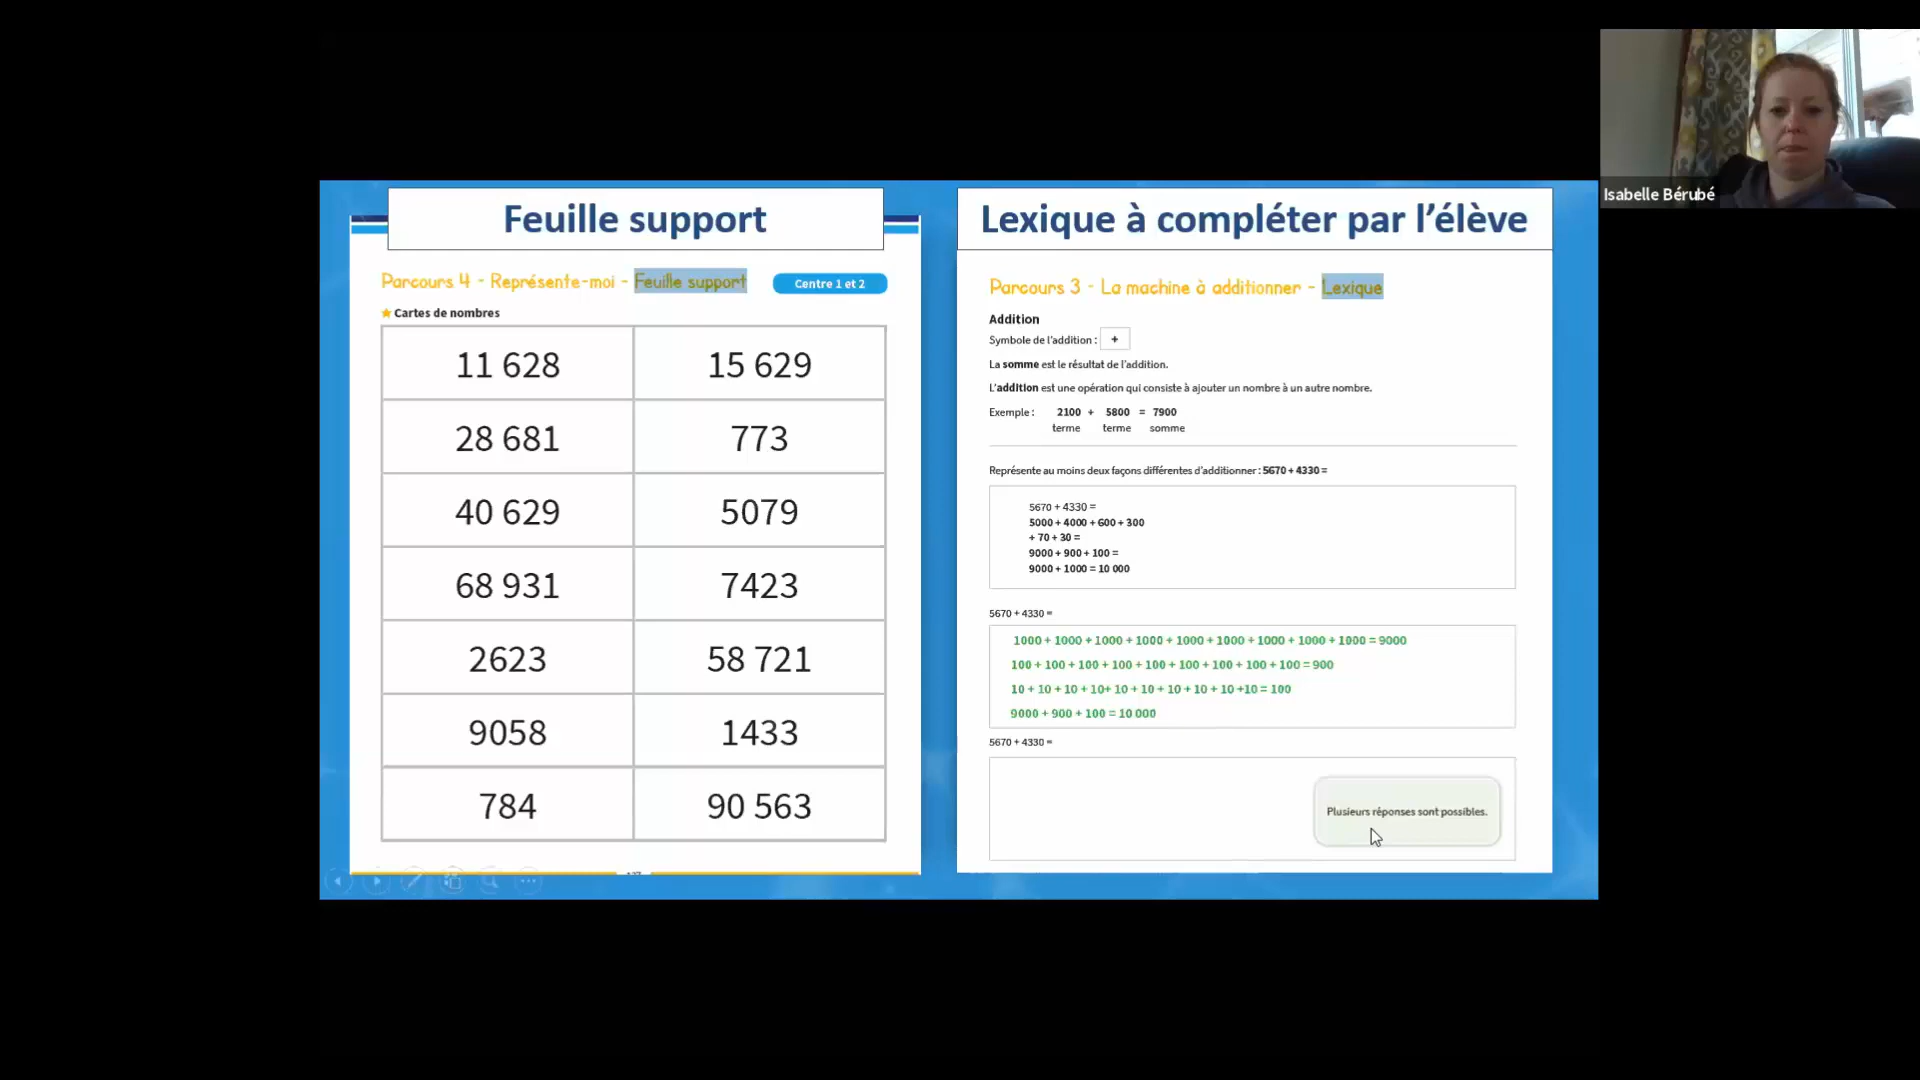 Isabelle Bérubé
Feuille support
Parcours 4 - Représente-moi - Feuille support
Centre 1 et 2
Cartes de nombres
11 628 15 629
28 681 773
40 629 5079
68 931 7423
2623 58 721
9058 1433
784 90 563
Lexique à compléter par l'élève
Parcours 3 - La machine à additionner - Lexique
Addition
Symbole de l'addition : +
La somme est le résultat de l'addition.
L'addition est une opération qui consiste à ajouter un nombre à un autre nombre.
Exemple : 2100 + 5800 = 7900
terme terme somme
Représente au moins deux façons différentes d'additionner : 5670 + 4330 =
5670 + 4330 =
5000 + 4000 + 600 + 300
+ 70 + 30 =
9000 + 900 + 100 =
9000 + 1000 = 10 000
5670 + 4330 =
1000 + 1000 + 1000 + 1000 + 1000 + 1000 + 1000 + 1000 + 1000 = 9000
100 + 100 + 100 + 100 + 100 + 100 + 100 + 100 + 100 = 900
10 + 10 + 10 + 10+ 10 + 10 + 10 + 10 + 10 +10 = 100
9000 + 900 + 100 = 10 000
5670 + 4330 =
Plusieurs réponses sont possibles.